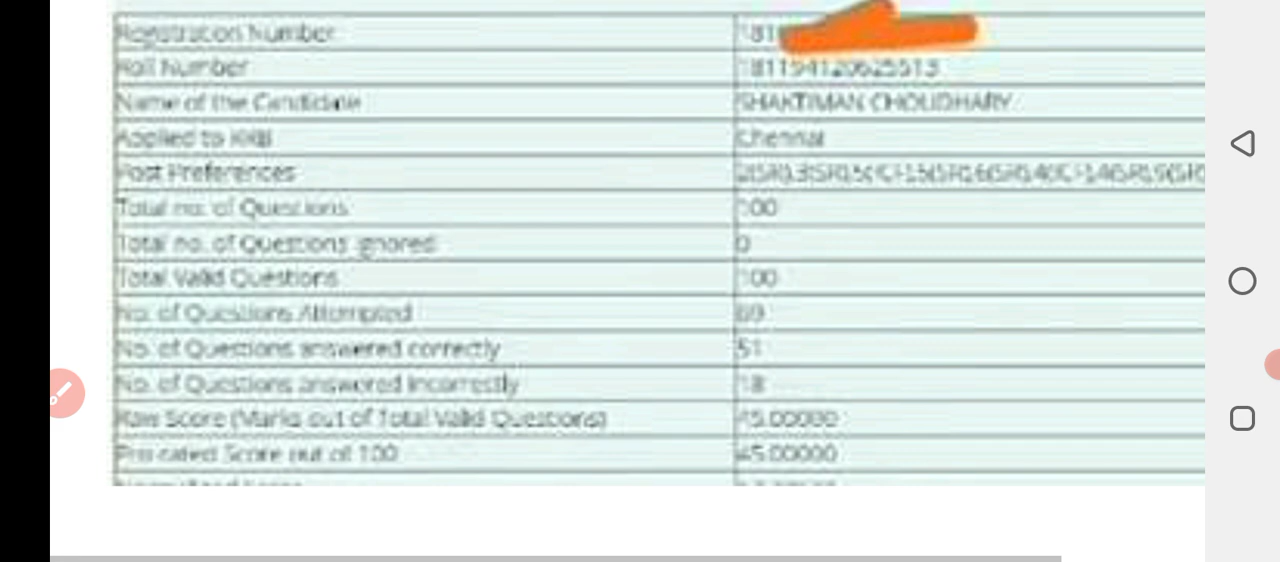 Registration Number 181
Roll Number
Name of the Candidate SHAKTIMAN CHOUDHARY
Applied to RRB Chennai
Post Preferences
Total no. of Questions 100
Total no. of Questions ignored 0
Total Valid Questions 100
No. of Questions Attempted 69
No. of Questions answered correctly 51
No. of Questions answered incorrectly 18
Raw Score (Marks out of Total Valid Questions) 45.00000
Pro-rated Score out of 100 45.00000